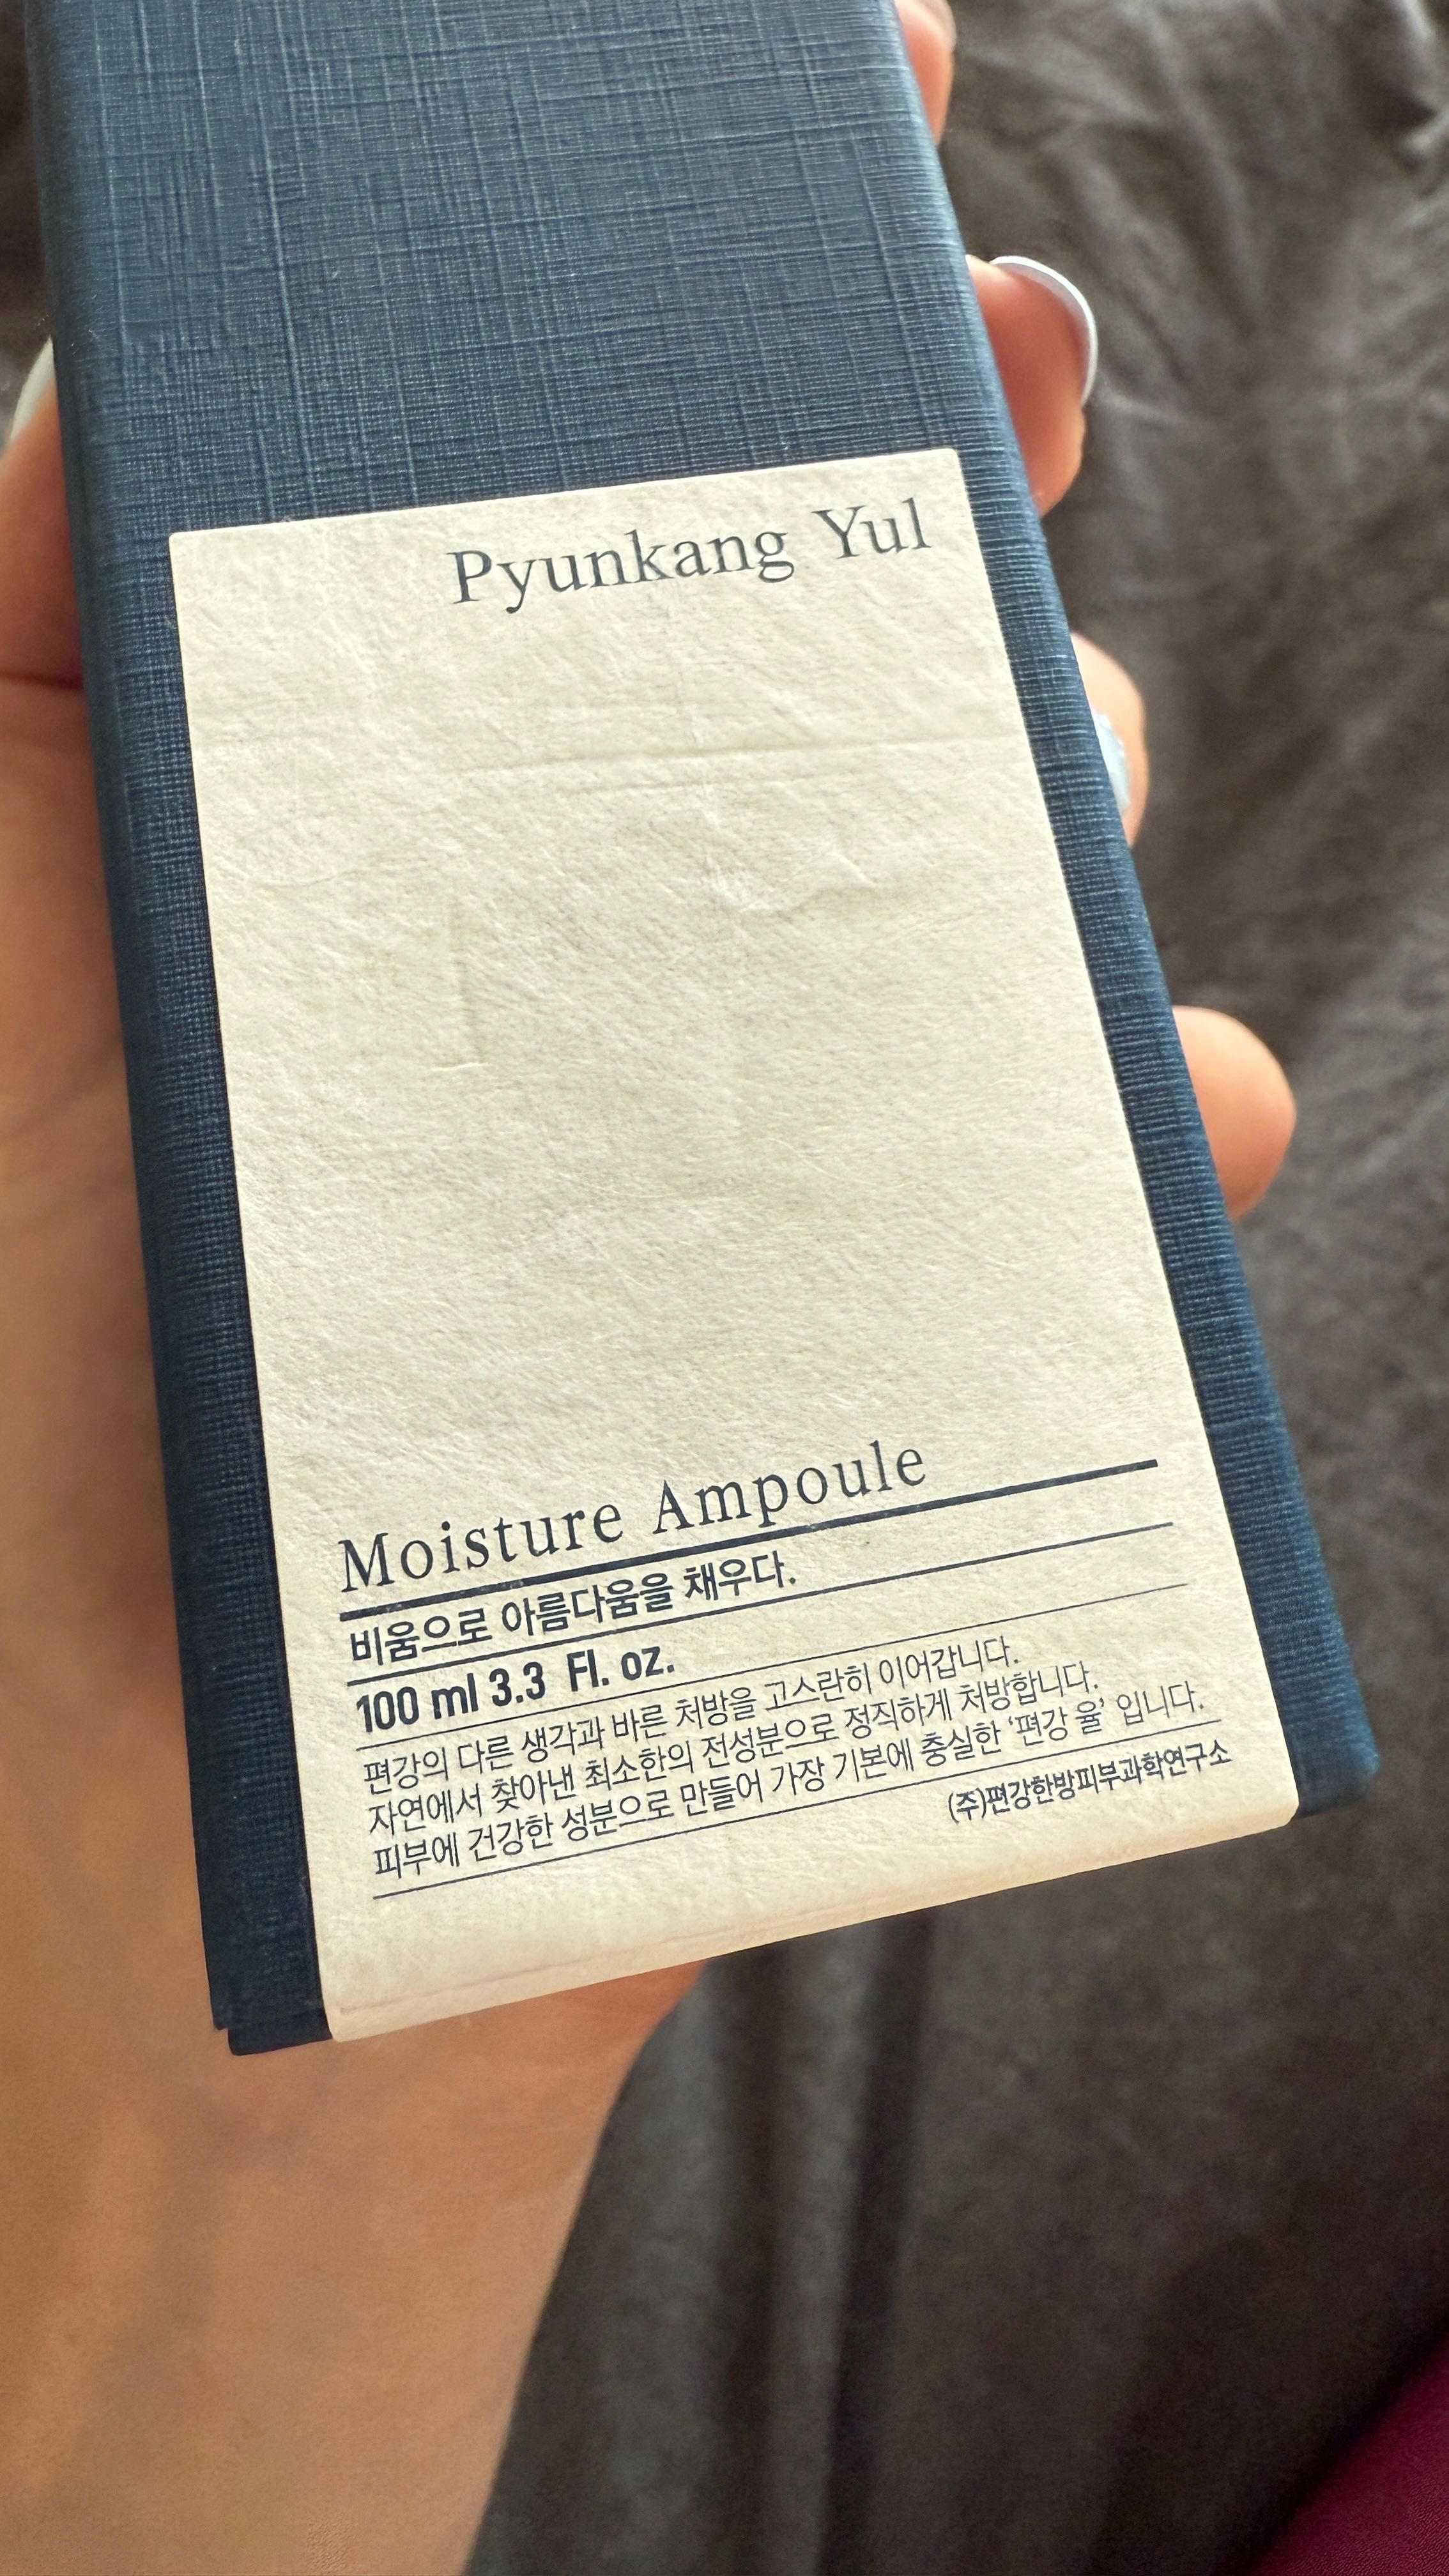 Pyunkang Yul
Moisture Ampoule
비움으로 아름다움을 채우다.
100 ml 3.3 Fl. oz.
편강의 다른 생각과 바른 처방을 고스란히 이어갑니다.
자연에서 찾아낸 최소한의 전성분으로 정직하게 처방합니다.
피부에 건강한 성분으로 만들어 가장 기본에 충실한 ‘편강 율’ 입니다.
(주)편강한방피부과학연구소